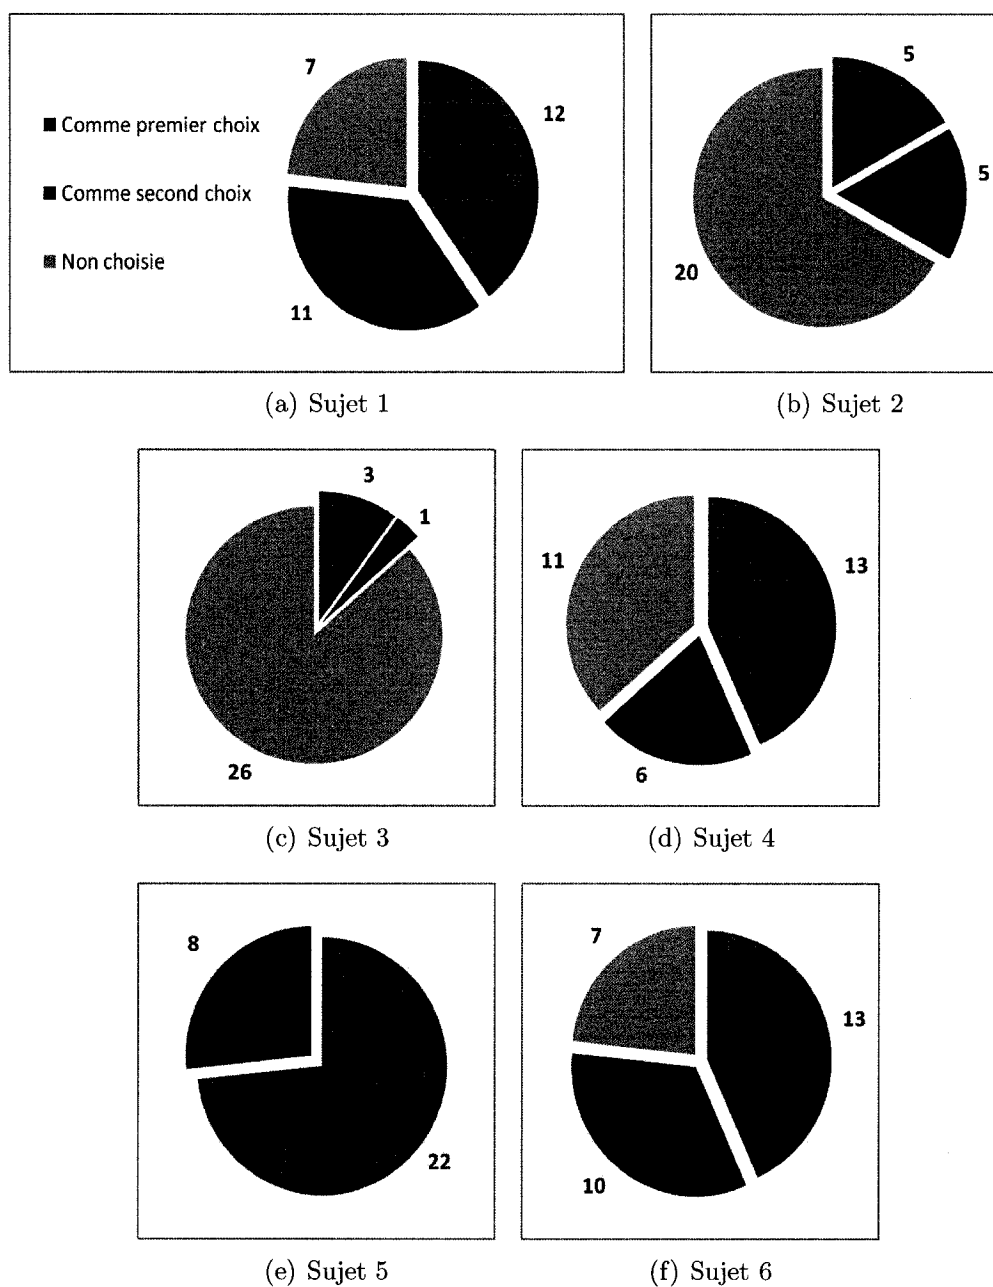 7
12
■ Comme premier choix
■ Comme second choix
■ Non choisie
11
5
5
20
(a) Sujet 1
(b) Sujet 2
3
1
26
11
13
6
(c) Sujet 3
(d) Sujet 4
8
22
7
13
10
(e) Sujet 5
(f) Sujet 6